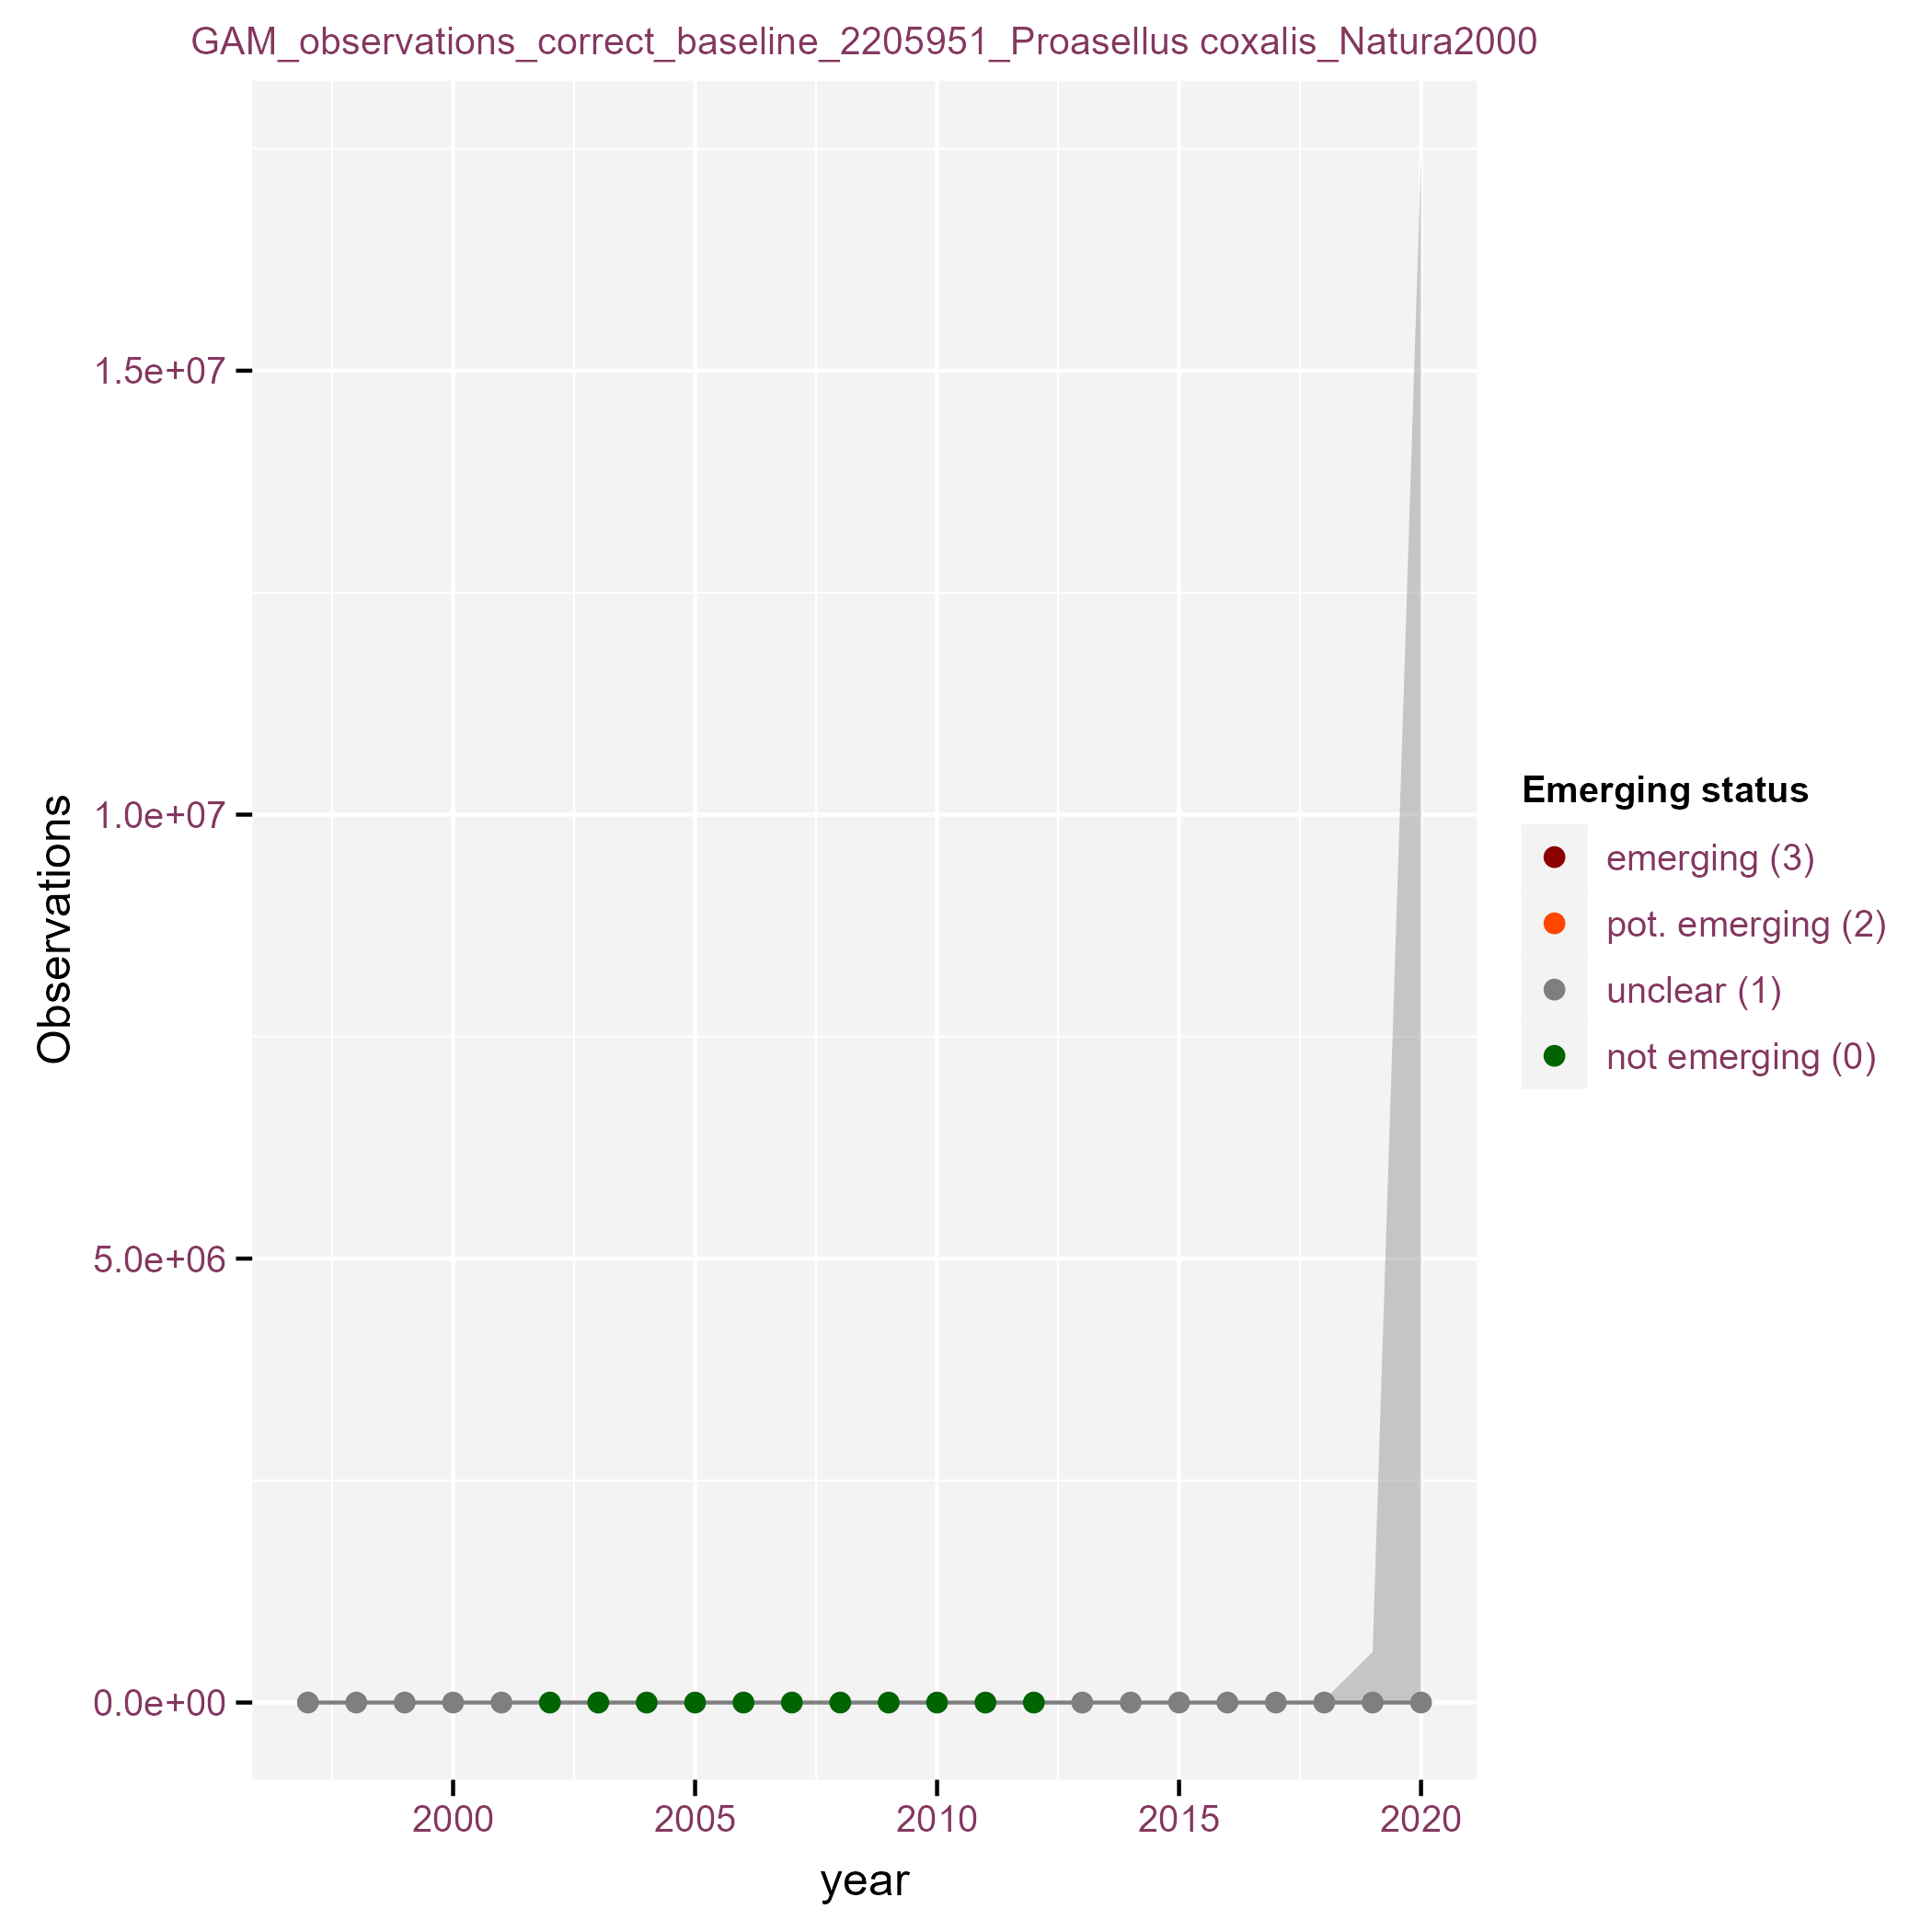 GAM_observations_correct_baseline_2205951_Proasellus coxalis_Natura2000
1.5e+07
1.0e+07
5.0e+06
0.0e+00
Observations
2000 2005 2010 2015 2020
year
Emerging status
emerging (3)
pot. emerging (2)
unclear (1)
not emerging (0)